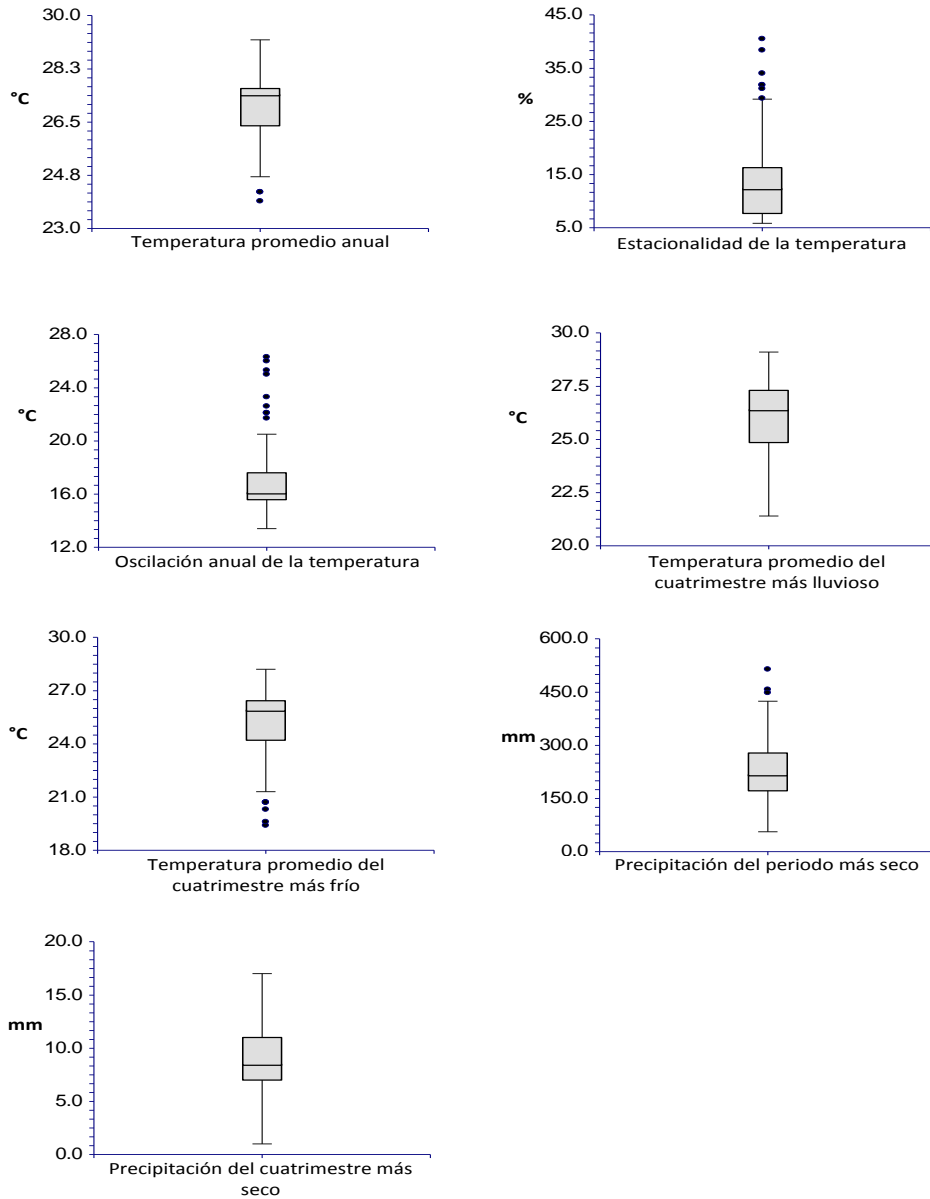 30.0
28.3
26.5
24.8
23.0
°C
Temperatura promedio anual
45.0
35.0
25.0
15.0
5.0
%
Estacionalidad de la temperatura
28.0
24.0
20.0
16.0
12.0
°C
Oscilación anual de la temperatura
30.0
27.5
25.0
22.5
20.0
°C
Temperatura promedio del
cuatrimestre más lluvioso
30.0
27.0
24.0
21.0
18.0
°C
Temperatura promedio del
cuatrimestre más frío
600.0
450.0
300.0
150.0
0.0
mm
Precipitación del periodo más seco
20.0
15.0
10.0
5.0
0.0
mm
Precipitación del cuatrimestre más
seco